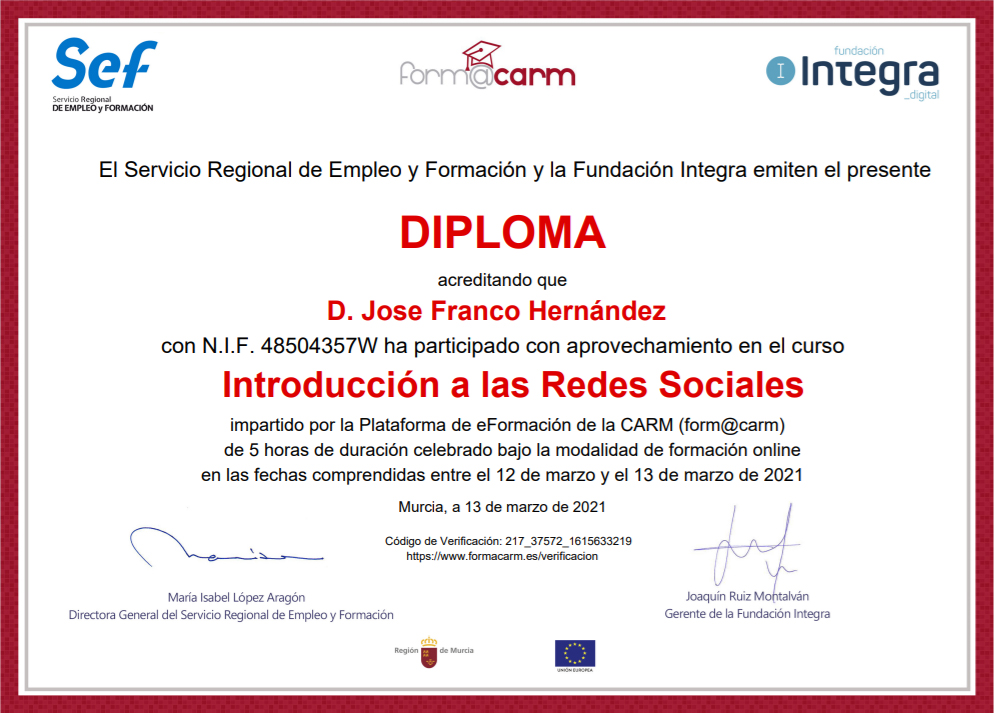 Sef
Servicio Regional
DE EMPLEO y FORMACIÓN
form@carm
fundación
Integra
_digital
El Servicio Regional de Empleo y Formación y la Fundación Integra emiten el presente
DIPLOMA
acreditando que
D. Jose Franco Hernández
con N.I.F. 48504357W ha participado con aprovechamiento en el curso
Introducción a las Redes Sociales
impartido por la Plataforma de eFormación de la CARM (form@carm)
de 5 horas de duración celebrado bajo la modalidad de formación online
en las fechas comprendidas entre el 12 de marzo y el 13 de marzo de 2021
Murcia, a 13 de marzo de 2021
Código de Verificación: 217_37572_1615633219
https://www.formacarm.es/verificacion
María Isabel López Aragón
Directora General del Servicio Regional de Empleo y Formación
Joaquín Ruiz Montalván
Gerente de la Fundación Integra
Región de Murcia
UNIÓN EUROPEA